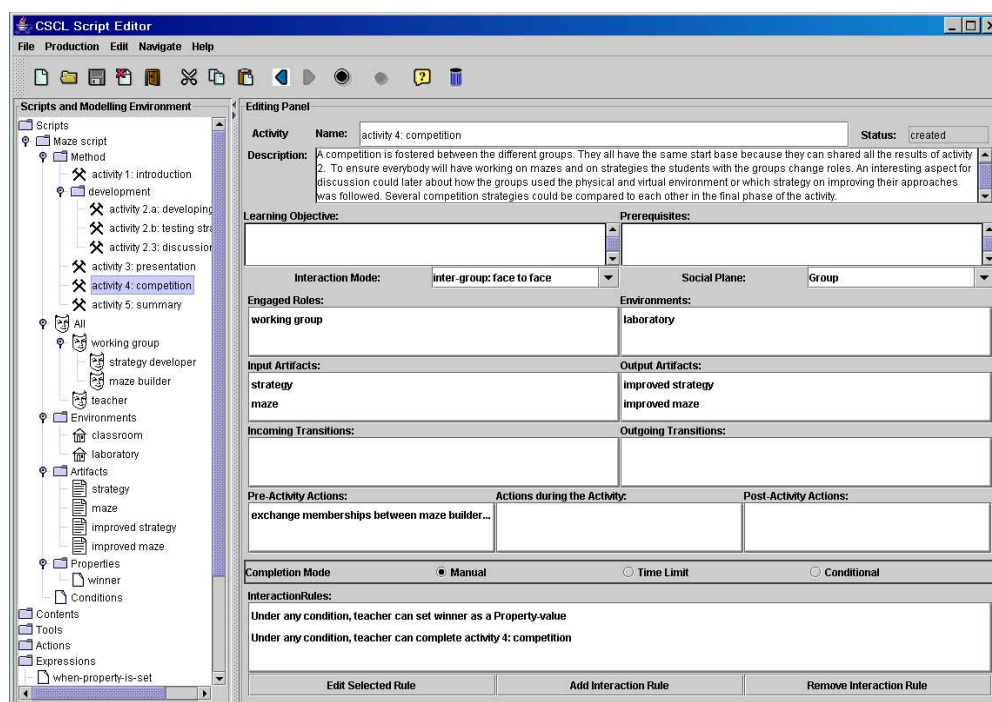 CSCL Script Editor
File Production Edit Navigate Help
Scripts and Modelling Environment
Scripts
Maze script
Method
activity 1: introduction
development
activity 2.a: developing
activity 2.b: testing stra
activity 2.3: discussion
activity 3: presentation
activity 4: competition
activity 5: summary
All
working group
strategy developer
maze builder
teacher
Environments
classroom
laboratory
Artifacts
strategy
maze
improved strategy
improved maze
Properties
winner
Conditions
Contents
Tools
Actions
Expressions
when-property-is-set
Editing Panel
Activity Name: activity 4: competition Status: created
Description: A competition is fostered between the different groups. They all have the same start base because they can shared all the results of activity
2. To ensure everybody will have working on mazes and on strategies the students with the groups change roles. An interesting aspect for
discussion could later about how the groups used the physical and virtual environment or which strategy on improving their approaches
was followed. Several competition strategies could be compared to each other in the final phase of the activity.
Learning Objective: Prerequisites:
Interaction Mode: inter-group: face to face Social Plane: Group
Engaged Roles: Environments:
working group laboratory
Input Artifacts: Output Artifacts:
strategy improved strategy
maze improved maze
Incoming Transitions: Outgoing Transitions:
Pre-Activity Actions: Actions during the Activity: Post-Activity Actions:
exchange memberships between maze builder...
Completion Mode Manual Time Limit Conditional
InteractionRules:
Under any condition, teacher can set winner as a Property-value
Under any condition, teacher can complete activity 4: competition
Edit Selected Rule Add Interaction Rule Remove Interaction Rule